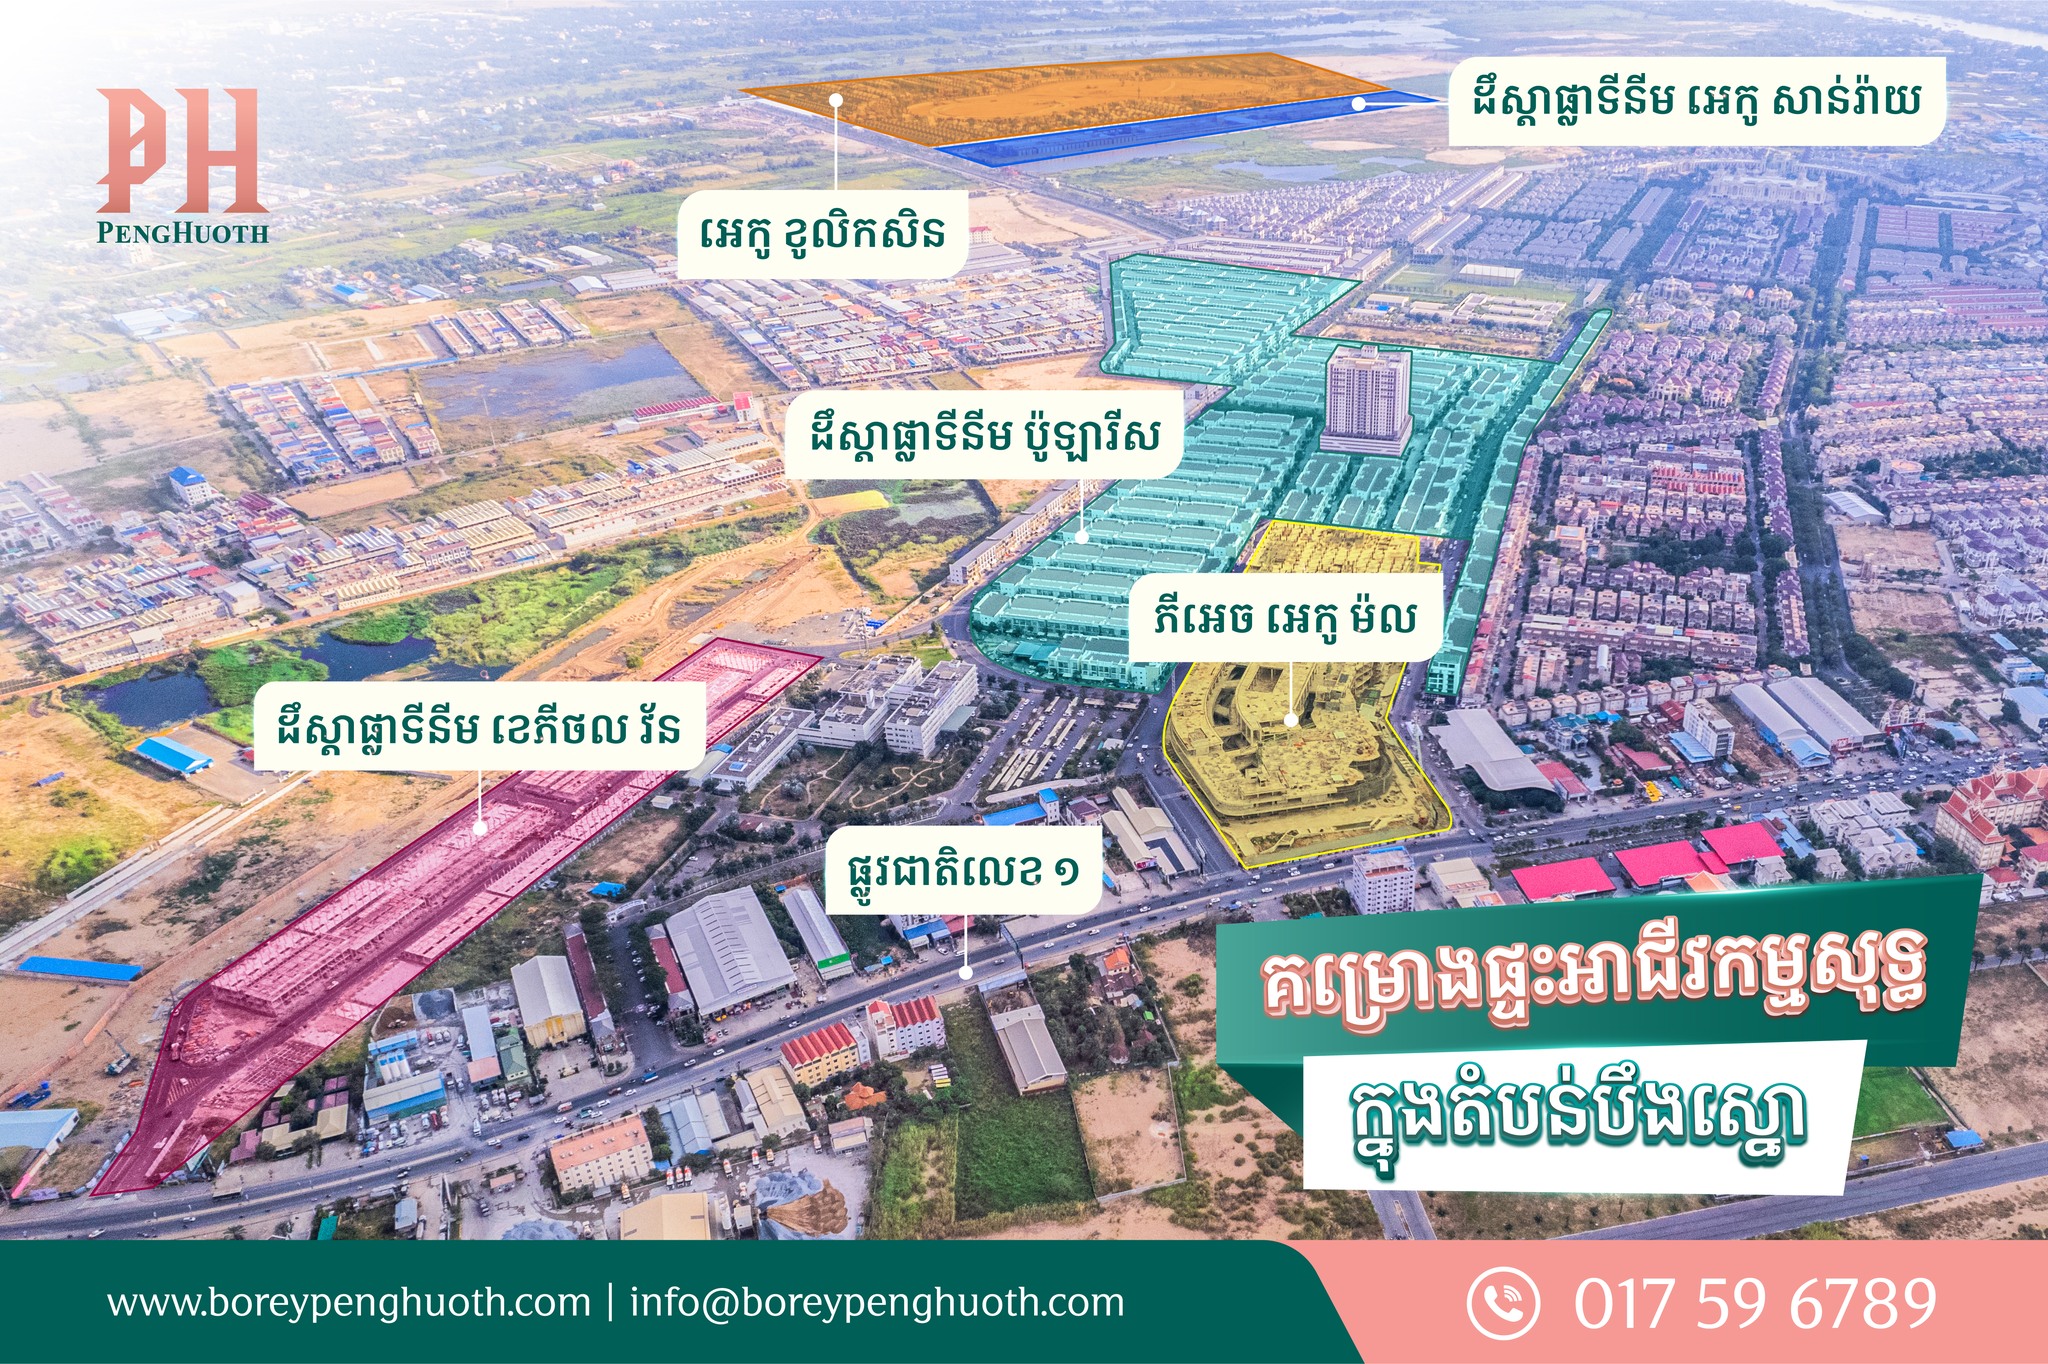 PH
PENGHUOTH
ដឹស្តាផ្លាទីនីម អេកូ សាន់រ៉ាយ
អេកូ ខូលិកសិន
ដឹស្តាផ្លាទីនីម ប៉ូឡារីស
ភីអេច អេកូ ម៉ល
ដឹស្តាផ្លាទីនីម ខេភីថល វ័ន
ផ្លូវជាតិលេខ ១
គម្រោងផ្ទះអាជីវកម្មសុទ្ធ
ក្នុងតំបន់បឹងស្នោ
www.boreypenghuoth.com | info@boreypenghuoth.com
017 59 6789